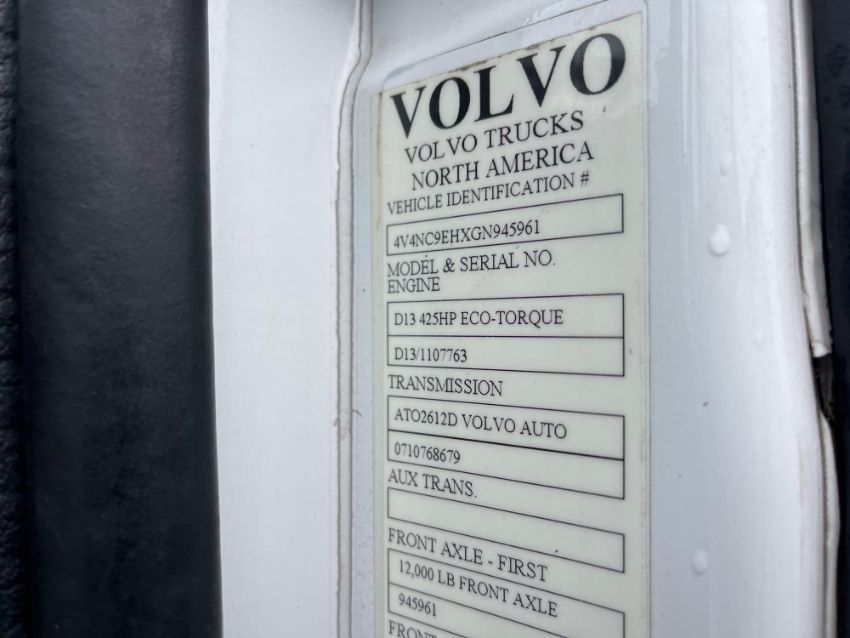 VOLVO
VOLVO TRUCKS
NORTH AMERICA
VEHICLE IDENTIFICATION #
4V4NC9EHXGN945961
MODEL & SERIAL NO.
ENGINE
D13 425HP ECO-TORQUE
D13/1107763
TRANSMISSION
ATO2612D VOLVO AUTO
0710768679
AUX TRANS.
FRONT AXLE - FIRST
12,000 LB FRONT AXLE
945961
FRONT